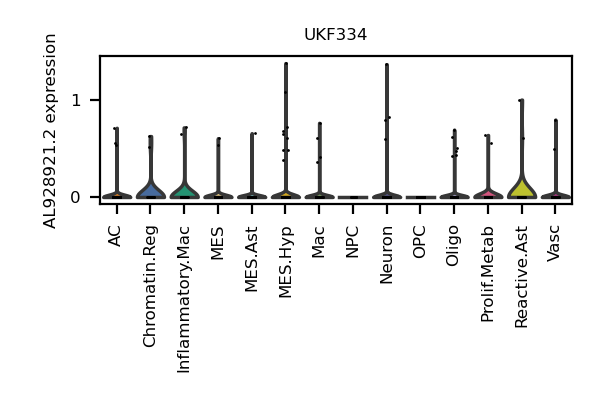 UKF334
AL928921.2 expression
1
0
AC
Chromatin.Reg
Inflammatory.Mac
MES
MES.Ast
MES.Hyp
Mac
NPC
Neuron
OPC
Oligo
Prolif.Metab
Reactive.Ast
Vasc